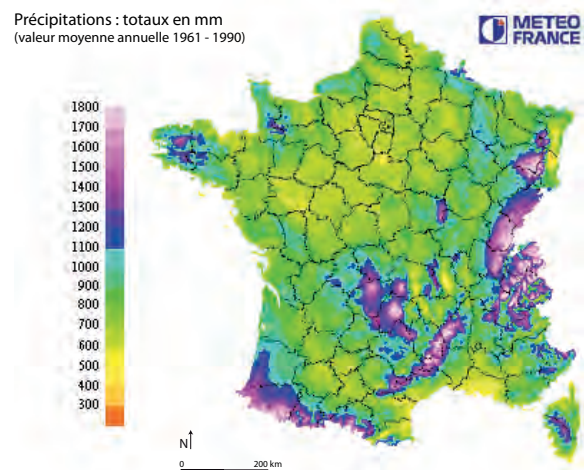 Précipitations : totaux en mm
(valeur moyenne annuelle 1961 - 1990)
METEO
FRANCE
1800
1700
1600
1500
1400
1300
1200
1100
1000
900
800
700
600
500
400
300
N
0 200 km